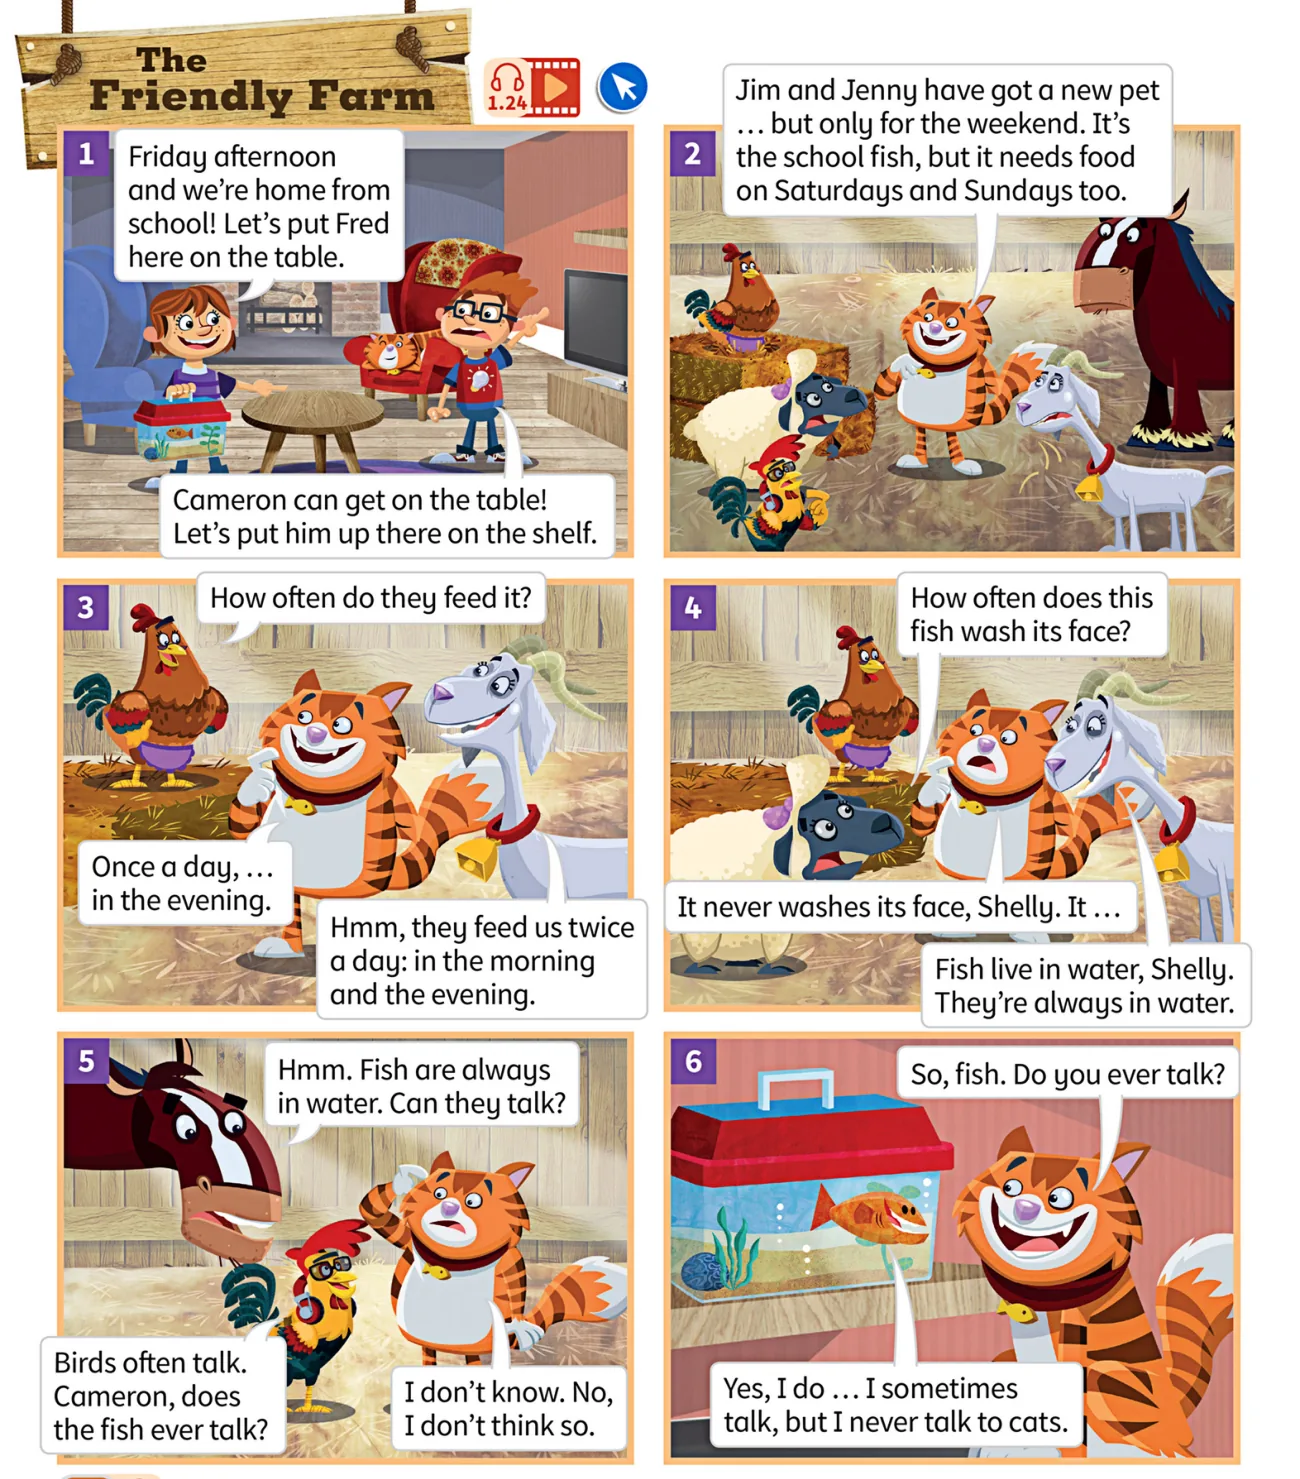 The
Friendly Farm
1.24
1
Friday afternoon
and we're home from
school! Let's put Fred
here on the table.
Cameron can get on the table!
Let's put him up there on the shelf.
2
Jim and Jenny have got a new pet
... but only for the weekend. It's
the school fish, but it needs food
on Saturdays and Sundays too.
3
How often do they feed it?
Once a day, ...
in the evening.
Hmm, they feed us twice
a day: in the morning
and the evening.
4
How often does this
fish wash its face?
It never washes its face, Shelly. It ...
Fish live in water, Shelly.
They're always in water.
5
Hmm. Fish are always
in water. Can they talk?
Birds often talk.
Cameron, does
the fish ever talk?
I don't know. No,
I don't think so.
6
So, fish. Do you ever talk?
Yes, I do ... I sometimes
talk, but I never talk to cats.